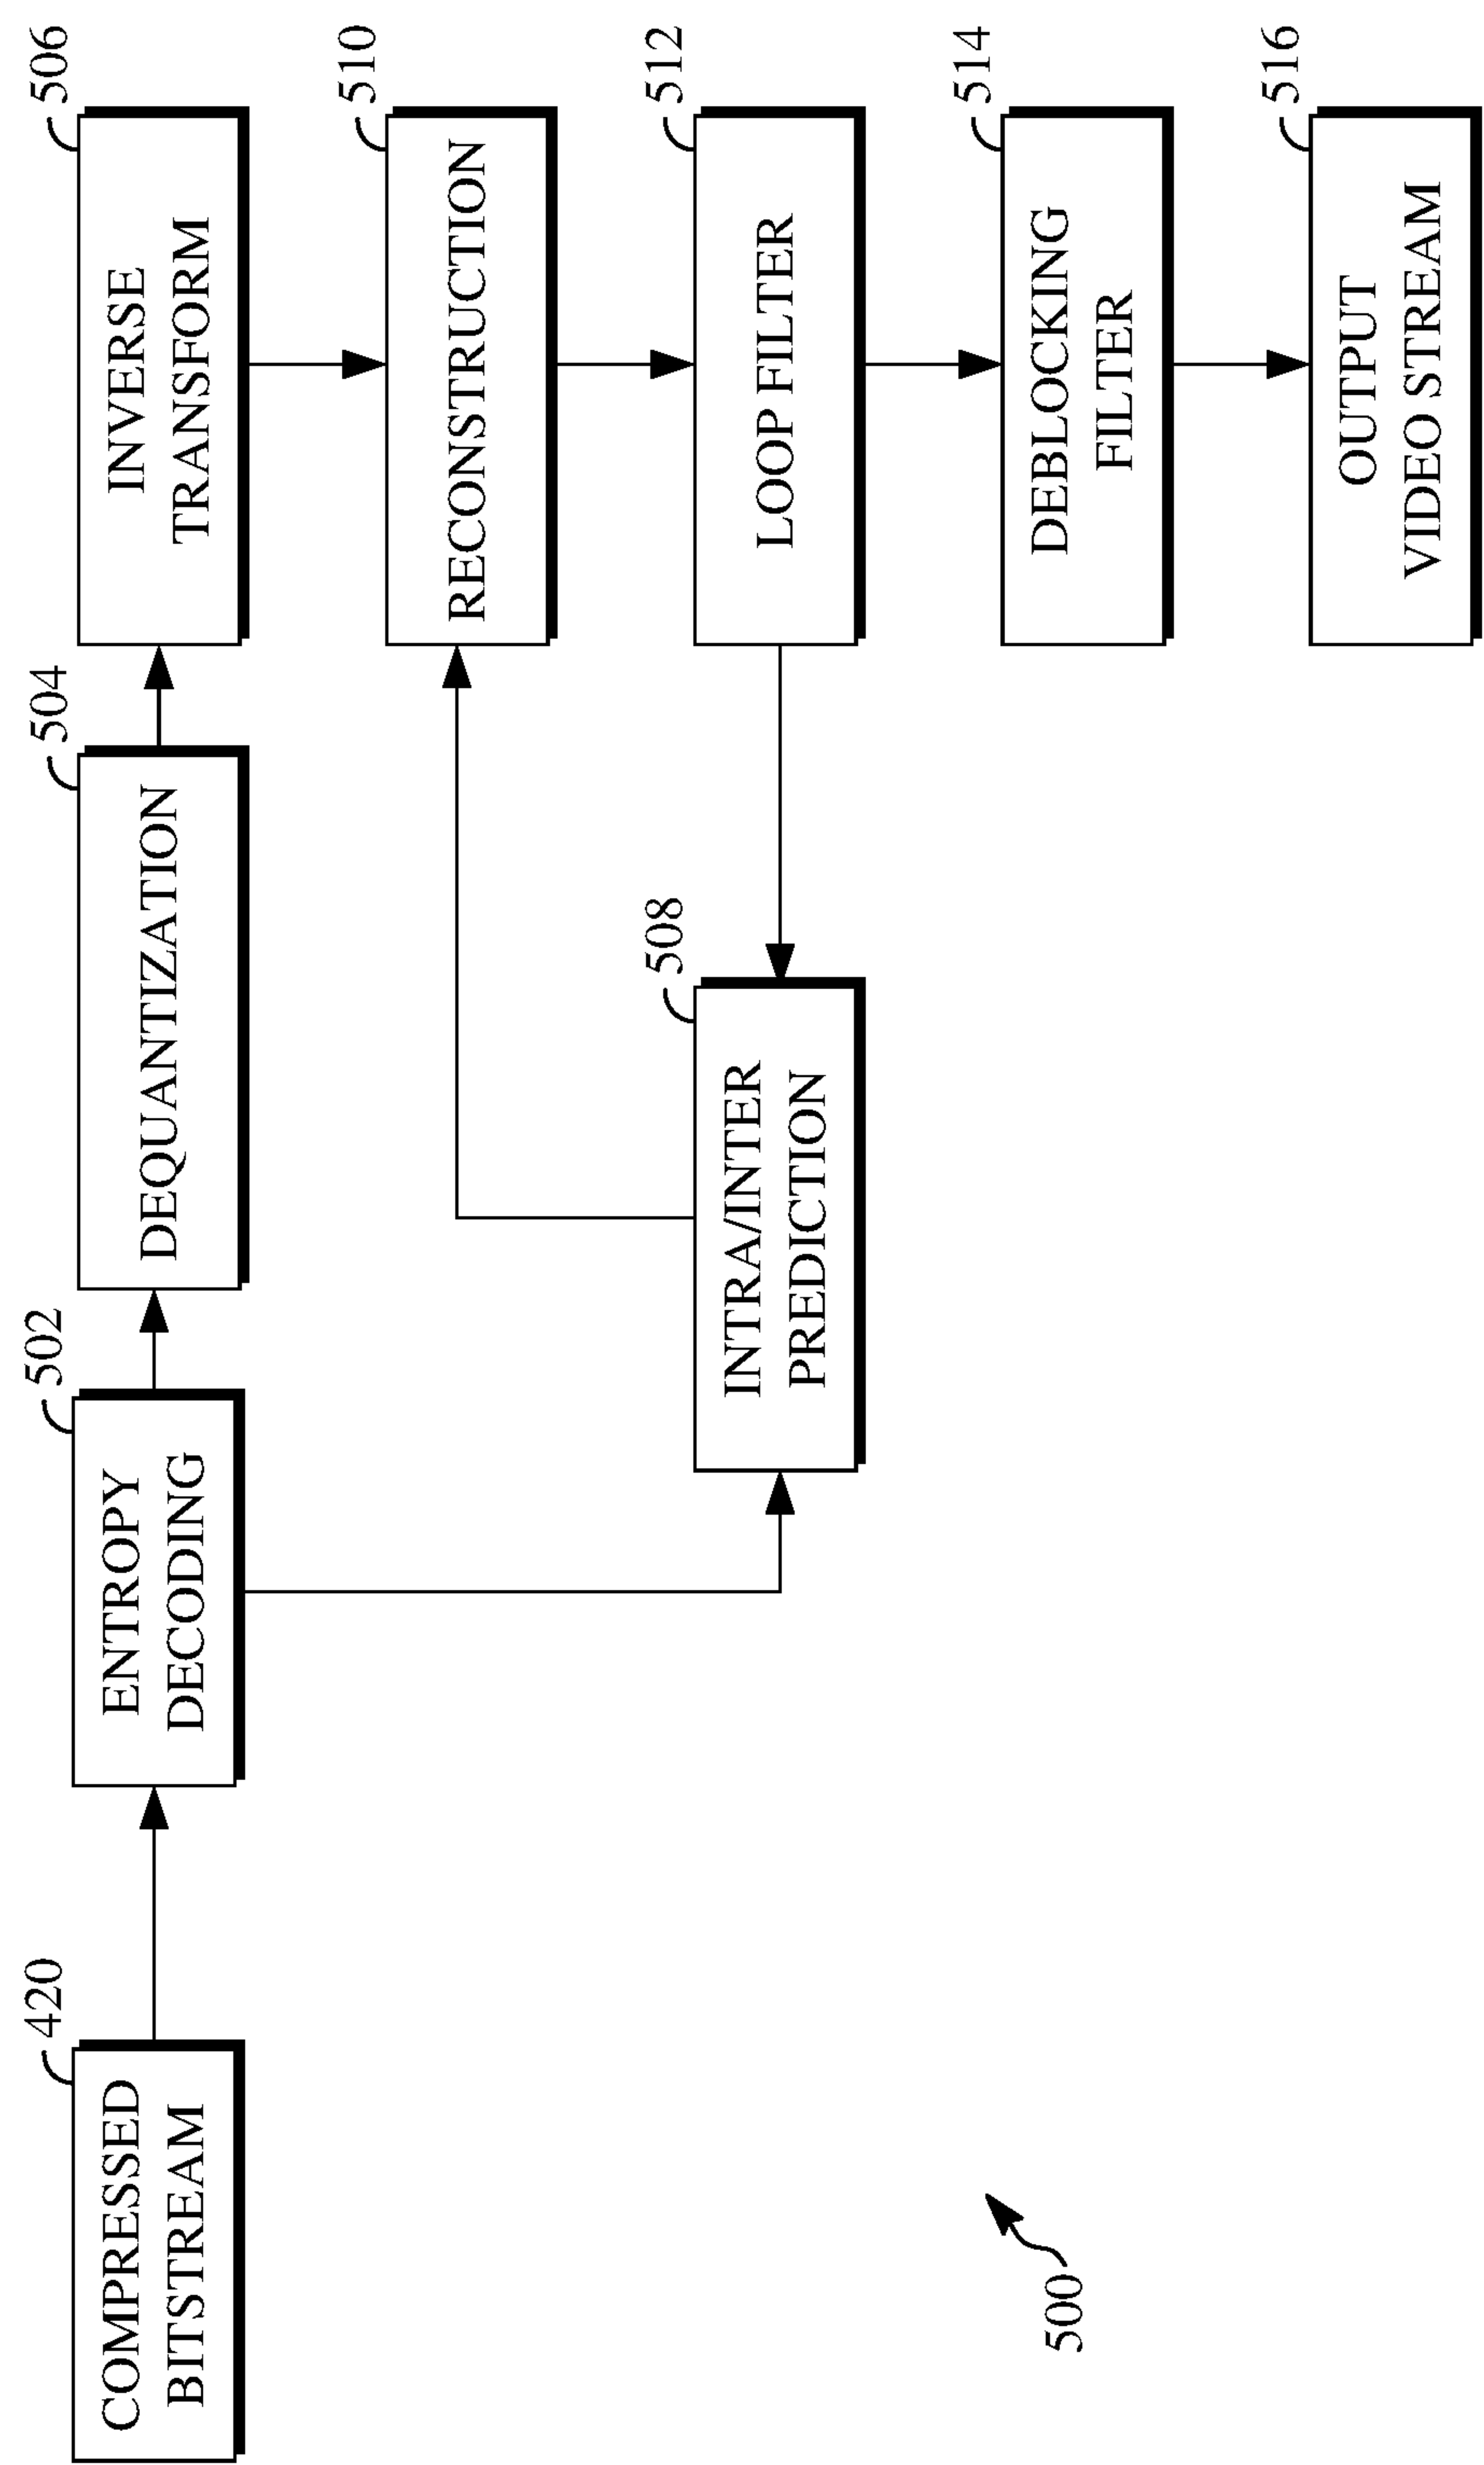 420
COMPRESSED
BITSTREAM
502
ENTROPY
DECODING
504
DEQUANTIZATION
506
INVERSE
TRANSFORM
508
INTRA/INTER
PREDICTION
510
RECONSTRUCTION
512
LOOP FILTER
514
DEBLOCKING
FILTER
516
OUTPUT
VIDEO STREAM
500